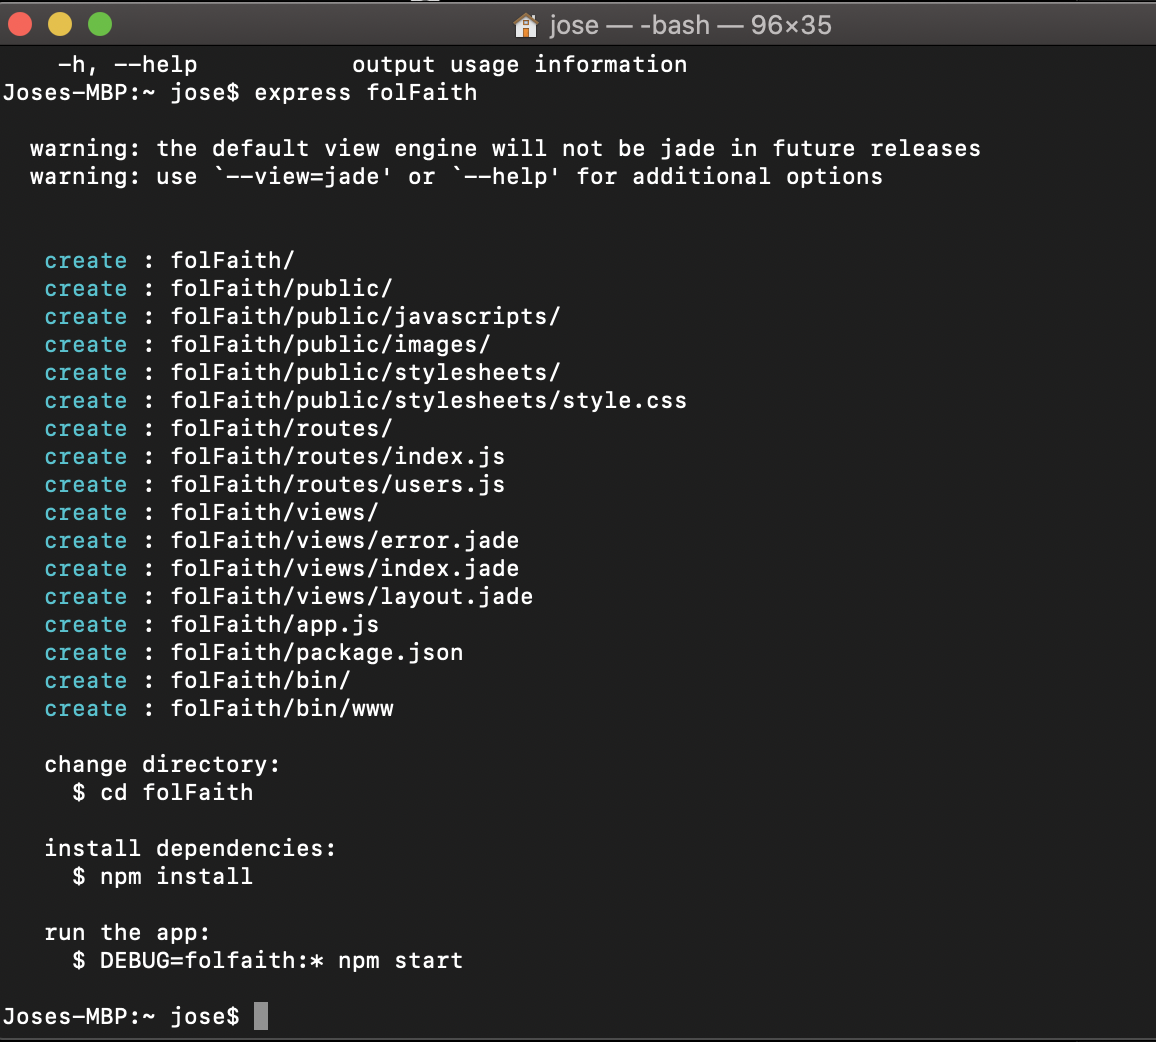 jose — -bash — 96×35
-h, --help           output usage information
Joses-MBP:~ jose$ express folFaith
warning: the default view engine will not be jade in future releases
warning: use `--view=jade' or `--help' for additional options
create : folFaith/
create : folFaith/public/
create : folFaith/public/javascripts/
create : folFaith/public/images/
create : folFaith/public/stylesheets/
create : folFaith/public/stylesheets/style.css
create : folFaith/routes/
create : folFaith/routes/index.js
create : folFaith/routes/users.js
create : folFaith/views/
create : folFaith/views/error.jade
create : folFaith/views/index.jade
create : folFaith/views/layout.jade
create : folFaith/app.js
create : folFaith/package.json
create : folFaith/bin/
create : folFaith/bin/www
change directory:
$ cd folFaith
install dependencies:
$ npm install
run the app:
$ DEBUG=folfaith:* npm start
Joses-MBP:~ jose$